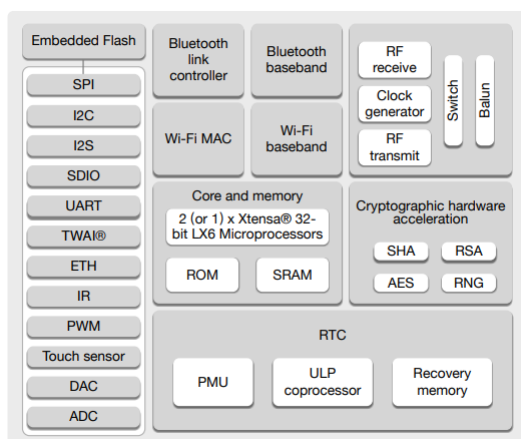 Embedded Flash
SPI
I2C
I2S
SDIO
UART
TWAI®
ETH
IR
PWM
Touch sensor
DAC
ADC
Bluetooth
link
controller
Bluetooth
baseband
Wi-Fi MAC
Wi-Fi
baseband
RF
receive
Clock
generator
RF
transmit
Switch
Balun
Core and memory
2 (or 1) x Xtensa® 32-
bit LX6 Microprocessors
ROM
SRAM
Cryptographic hardware
acceleration
SHA
RSA
AES
RNG
RTC
PMU
ULP
coprocessor
Recovery
memory